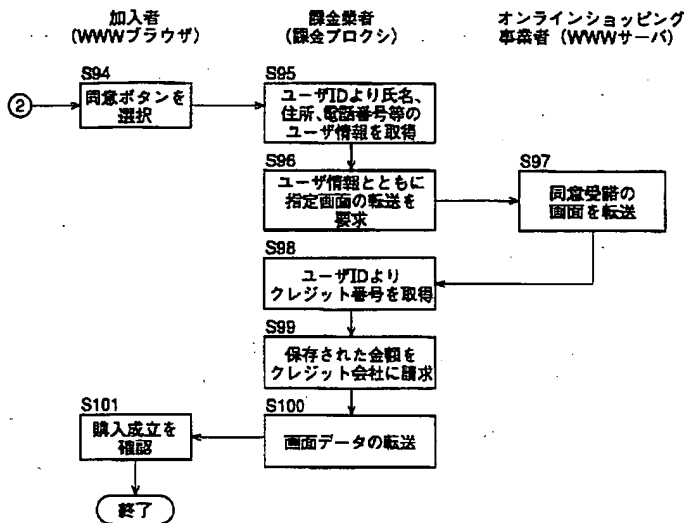 加入者
(WWWブラウザ)
課金業者
(課金プロクシ)
オンラインショッピング
事業者(WWWサーバ)
②
S94
同意ボタンを
選択
S95
ユーザIDより氏名、
住所、電話番号等の
ユーザ情報を取得
S96
ユーザ情報とともに
指定画面の転送を
要求
S97
同意受諾の
画面を転送
S98
ユーザIDより
クレジット番号を取得
S99
保存された金額を
クレジット会社に請求
S100
画面データの転送
S101
購入成立を
確認
終了